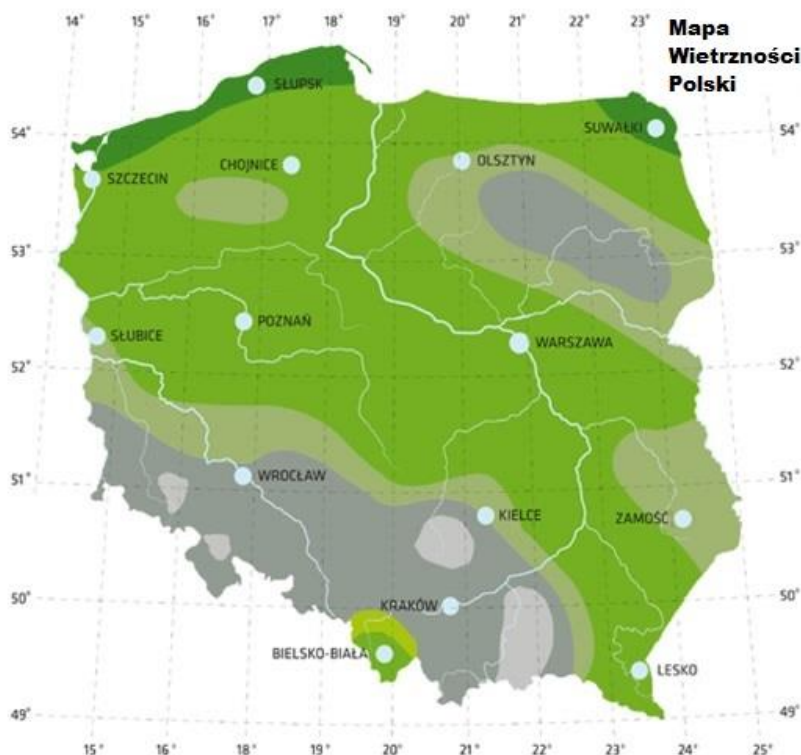 14° 15° 16° 17° 18° 19° 20° 21° 22° 23°
Mapa
Wietrzności
Polski
SŁUPSK
54° SUWAŁKI 54°
CHOJNICE OLSZTYN
SZCZECIN
53° 53°
POZNAŃ
SŁUBICE WARSZAWA
52° 52°
51° WROCŁAW 51°
KIELCE ZAMOŚĆ
50° KRAKÓW 50°
BIELSKO-BIAŁA LESKO
49° 49°
15° 16° 17° 18° 19° 20° 21° 22° 23° 24° 25°